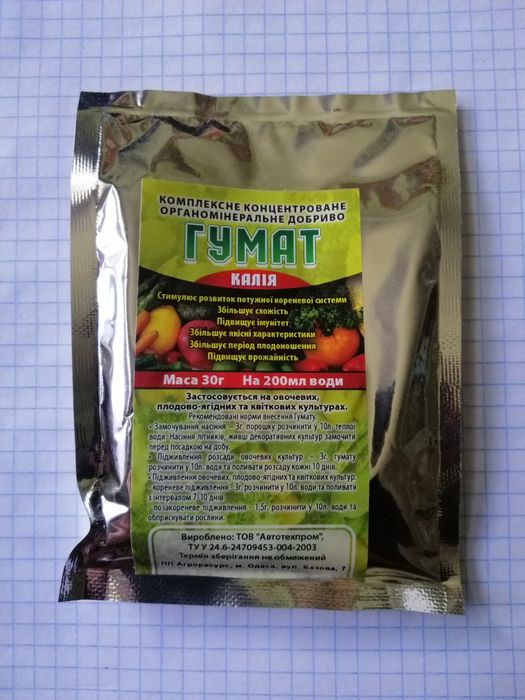 КОМПЛЕКСНЕ КОНЦЕНТРОВАНЕ
ОРГАНОМІНЕРАЛЬНЕ ДОБРИВО
ГУМАТ
КАЛІЯ
Стимулює розвиток потужної кореневої системи
Збільшує схожість
Підвищує імунітет
Збільшує якісні характеристики
Збільшує період плодоношення
Підвищує врожайність
Маса 30г На 200мл води
Застосовується на овочевих,
плодово-ягідних та квіткових культурах.
Рекомендовані норми внесення Гумату.
• Замочування насіння – 3г. порошку розчинити у 10л. теплої
води. Насіння літників, живці декоративних культур замочити
перед посадкою на добу.
• Підживлення розсади овочевих культур – 3г. гумату
розчинити у 10л. води та поливати розсаду кожні 10 днів.
• Підживлення овочевих, плодово-ягідних та квіткових культур:
- кореневе підживлення - 3г. розчинити у 10л. води та поливати
з інтервалом 7-10 днів
- позакореневе підживлення - 1,5г. розчинити у 10л. води та
обприскувати рослини.
Вироблено: ТОВ "Автотехпром",
ТУ У 24.6-24709453-004-2003
Термін зберігання не обмежений
ПП Агроресурс, м. Одеса, вул. Базова, 7